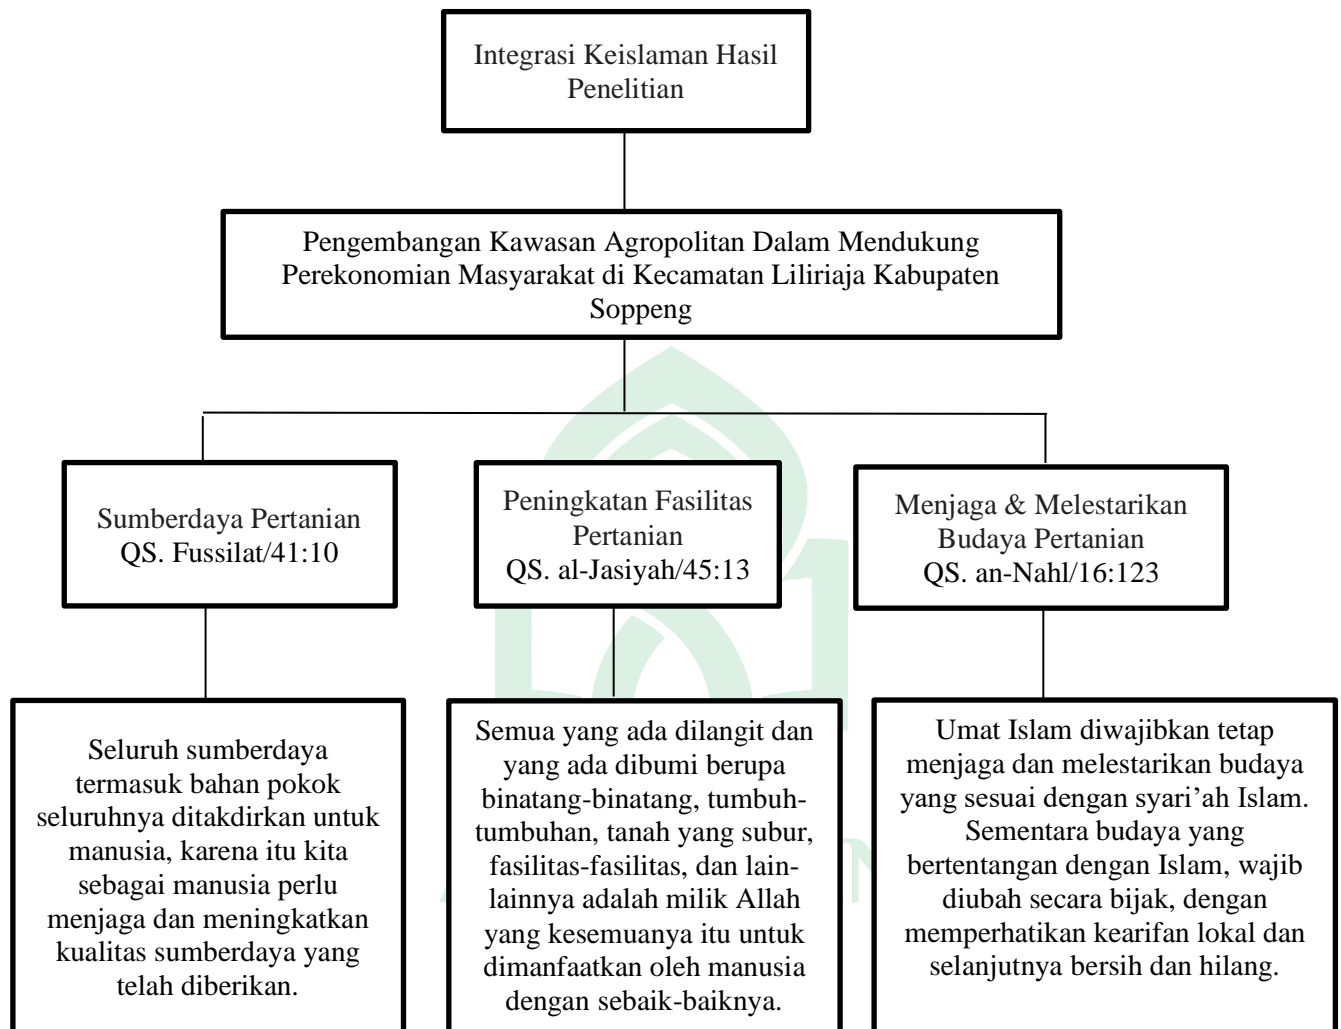 Integrasi Keislaman Hasil
Penelitian
Pengembangan Kawasan Agropolitan Dalam Mendukung
Perekonomian Masyarakat di Kecamatan Liliriaja Kabupaten
Soppeng
Sumberdaya Pertanian
QS. Fussilat/41:10
Peningkatan Fasilitas
Pertanian
QS. al-Jasiyah/45:13
Menjaga & Melestarikan
Budaya Pertanian
QS. an-Nahl/16:123
Seluruh sumberdaya
termasuk bahan pokok
seluruhnya ditakdirkan untuk
manusia, karena itu kita
sebagai manusia perlu
menjaga dan meningkatkan
kualitas sumberdaya yang
telah diberikan.
Semua yang ada dilangit dan
yang ada dibumi berupa
binatang-binatang, tumbuh-
tumbuhan, tanah yang subur,
fasilitas-fasilitas, dan lain-
lainnya adalah milik Allah
yang kesemuanya itu untuk
dimanfaatkan oleh manusia
dengan sebaik-baiknya.
Umat Islam diwajibkan tetap
menjaga dan melestarikan budaya
yang sesuai dengan syari’ah Islam.
Sementara budaya yang
bertentangan dengan Islam, wajib
diubah secara bijak, dengan
memperhatikan kearifan lokal dan
selanjutnya bersih dan hilang.